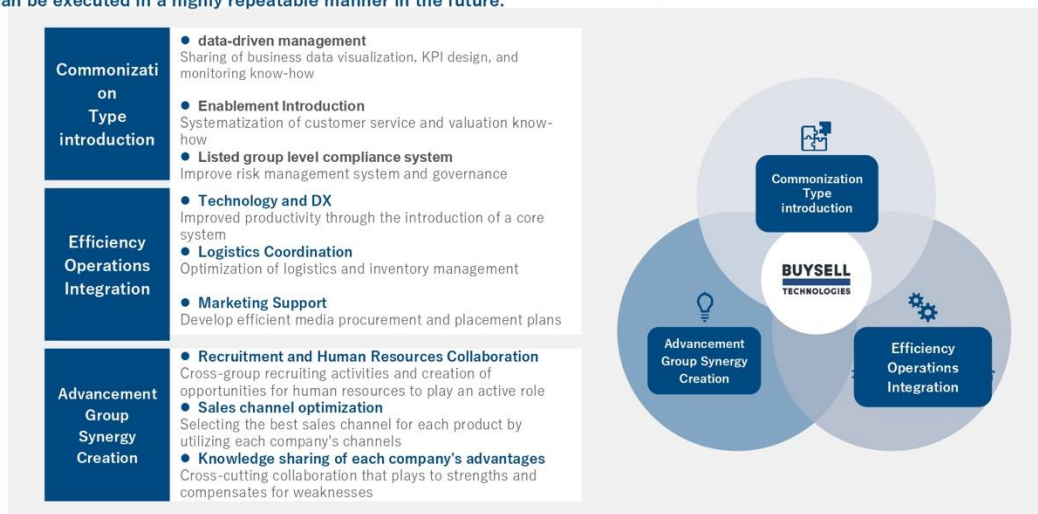 can be executed in a highly repeatable manner in the future.
Commonizati
on
Type
introduction
● data-driven management
Sharing of business data visualization, KPI design, and
monitoring know-how
● Enablement Introduction
Systematization of customer service and valuation know-
how
● Listed group level compliance system
Improve risk management system and governance
Efficiency
Operations
Integration
● Technology and DX
Improved productivity through the introduction of a core
system
● Logistics Coordination
Optimization of logistics and inventory management
● Marketing Support
Develop efficient media procurement and placement plans
Advancement
Group
Synergy
Creation
● Recruitment and Human Resources Collaboration
Cross-group recruiting activities and creation of
opportunities for human resources to play an active role
● Sales channel optimization
Selecting the best sales channel for each product by
utilizing each company's channels
● Knowledge sharing of each company's advantages
Cross-cutting collaboration that plays to strengths and
compensates for weaknesses
Commonization
Type
introduction
BUYSELL
TECHNOLOGIES
Advancement
Group Synergy
Creation
Efficiency
Operations
Integration